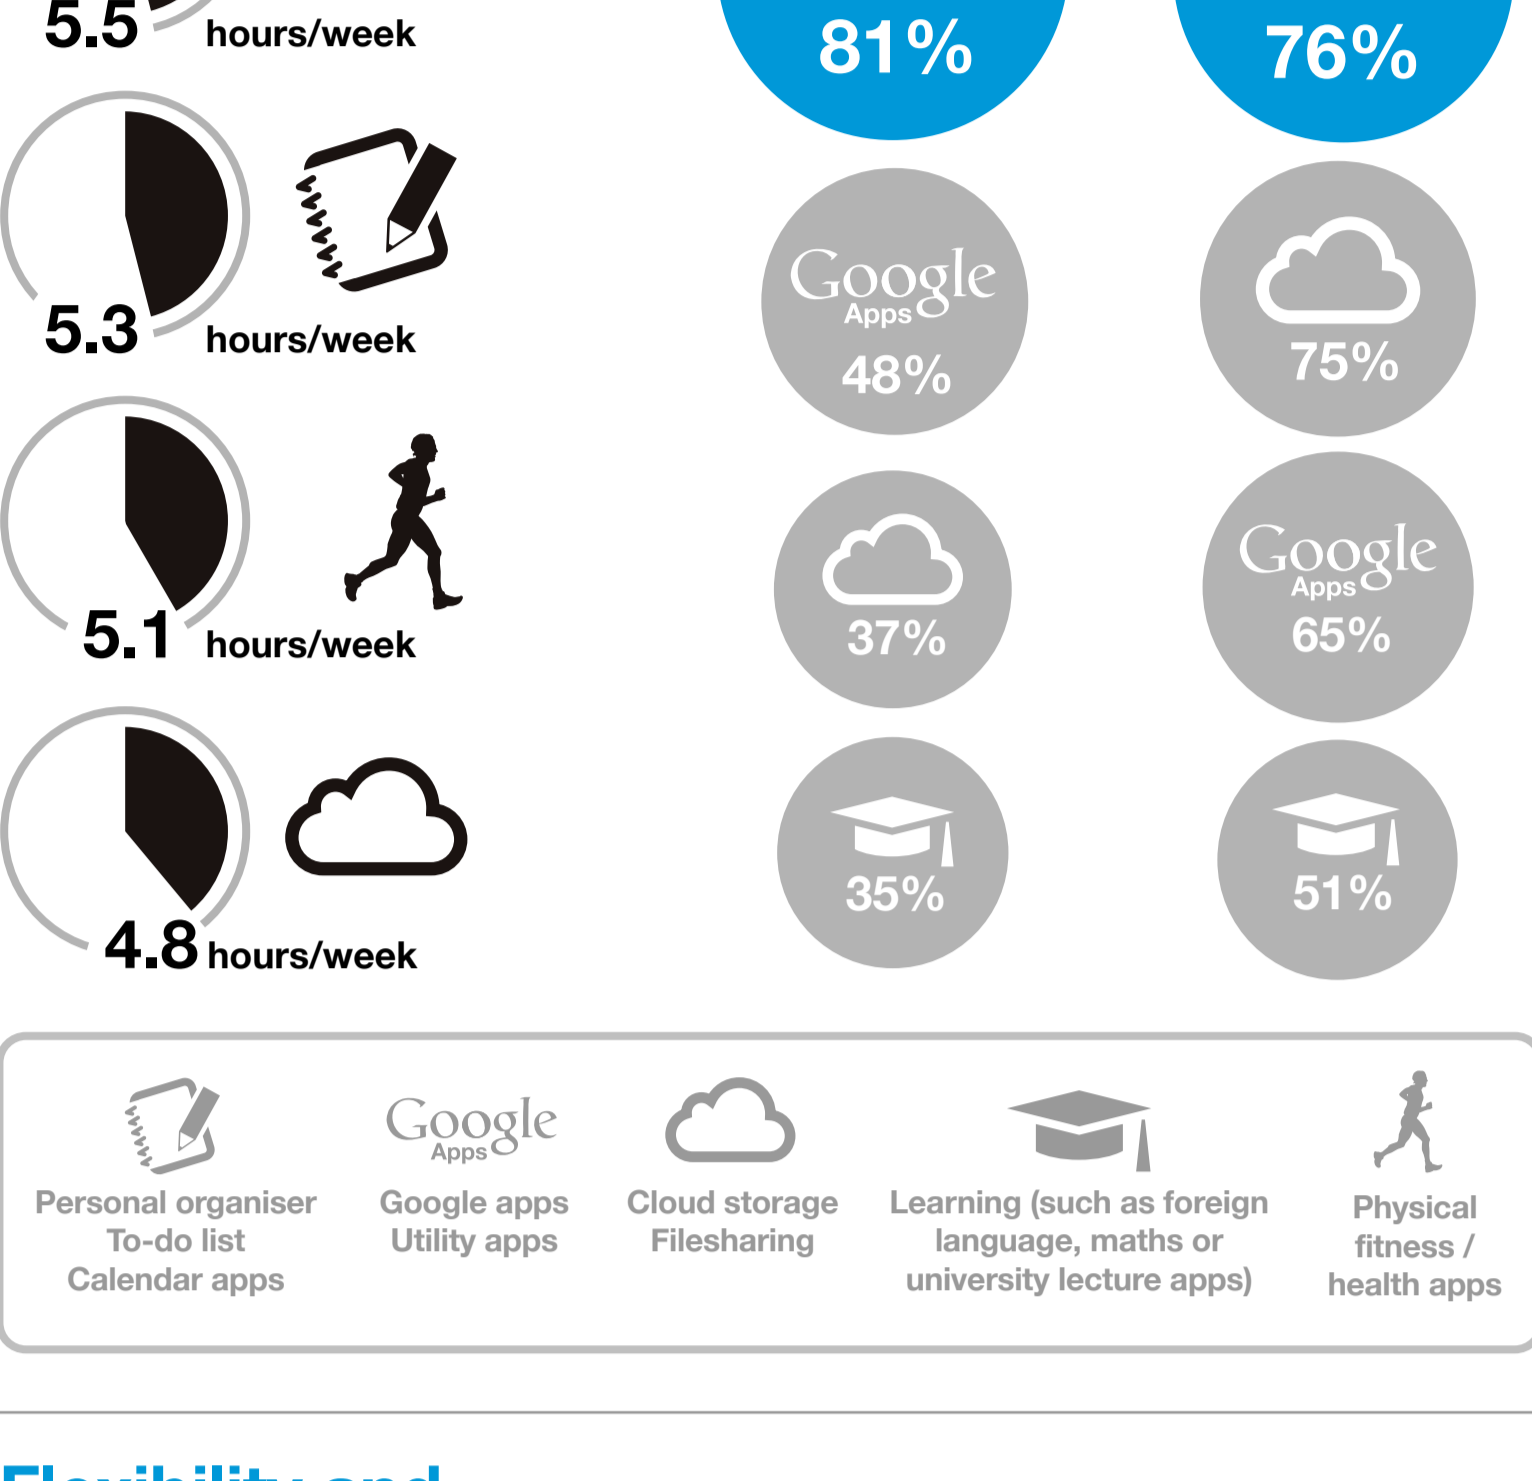 5.5 hours/week
81%
76%
5.3 hours/week
Google
Apps
48%
75%
5.1 hours/week
37%
Google
Apps
65%
4.8 hours/week
35%
51%
Personal organiser
To-do list
Calendar apps
Google
Apps
Google apps
Utility apps
Cloud storage
Filesharing
Learning (such as foreign
language, maths or
university lecture apps)
Physical
fitness /
health apps
Flexibility and